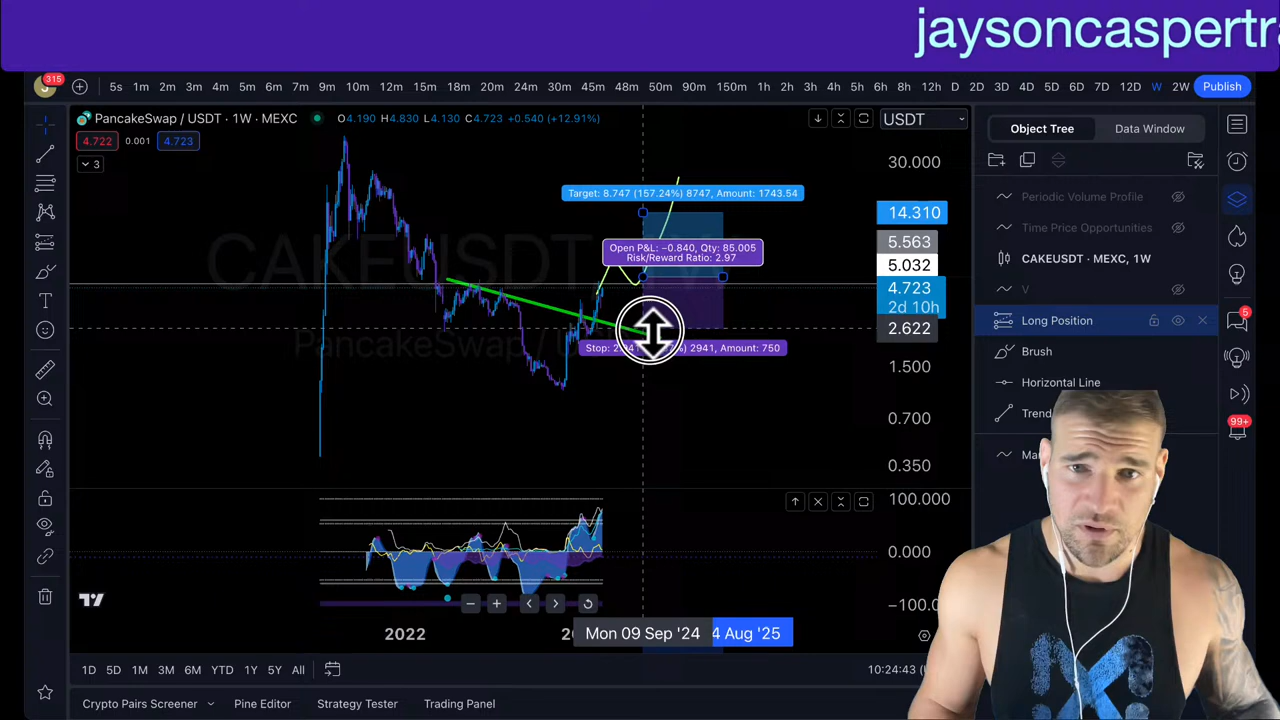 jaysoncaspertr
315
5s 1m 2m 3m 4m 5m 6m 7m 9m 10m 12m 15m 18m 20m 24m 30m 45m 50m 90m 150m 1h 2h 3h 4h 5h 6h 8h 12h D 2D 3D 4D 5D 7D 12D W 2W Publish
PancakeSwap / USDT · 1W · MEXC O4.190 H4.830 L4.130 C4.723 +0.540 (+12.91%) USDT
4.722 0.001 4.723
3
Object Tree Data Window
Periodic Volume Profile
Time Price Opportunities
CAKEUSDT · MEXC, 1W
V
Long Position
Brush
Horizontal Line
Trend
30.000
Target: 8.747 (157.24%) 8747, Amount: 1743.54
14.310
Open P&L: −0.840, Qty: 85.005
Risk/Reward Ratio: 2.97
5.563
5.032
4.723
2d 10h
2.622
CAKEUSDT
PancakeSwap /
2941, Amount: 750
1.500
0.700
0.350
100.000
0.000
−100.0
5
99+
2022
Mon 09 Sep '24
4 Aug '25
1D 5D 1M 3M 6M YTD 1Y 5Y All
10:24:43
Crypto Pairs Screener Pine Editor Strategy Tester Trading Panel